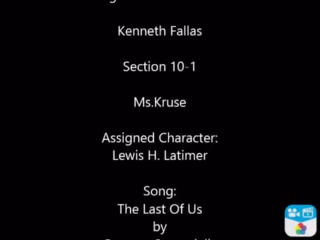 Kenneth Fallas
Section 10-1
Ms.Kruse
Assigned Character:
Lewis H. Latimer
Song:
The Last Of Us
by